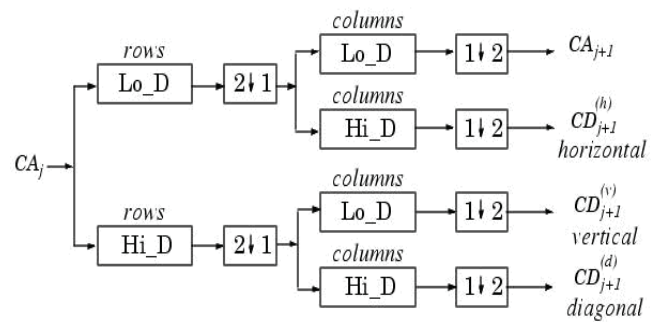 columns
rows
Lo_D
2↓1
Lo_D
1↓2
CA_{j+1}
columns
Hi_D
1↓2
CD_{j+1}^{(h)}
horizontal
CA_j
columns
rows
Hi_D
2↓1
Lo_D
1↓2
CD_{j+1}^{(v)}
vertical
columns
Hi_D
1↓2
CD_{j+1}^{(d)}
diagonal